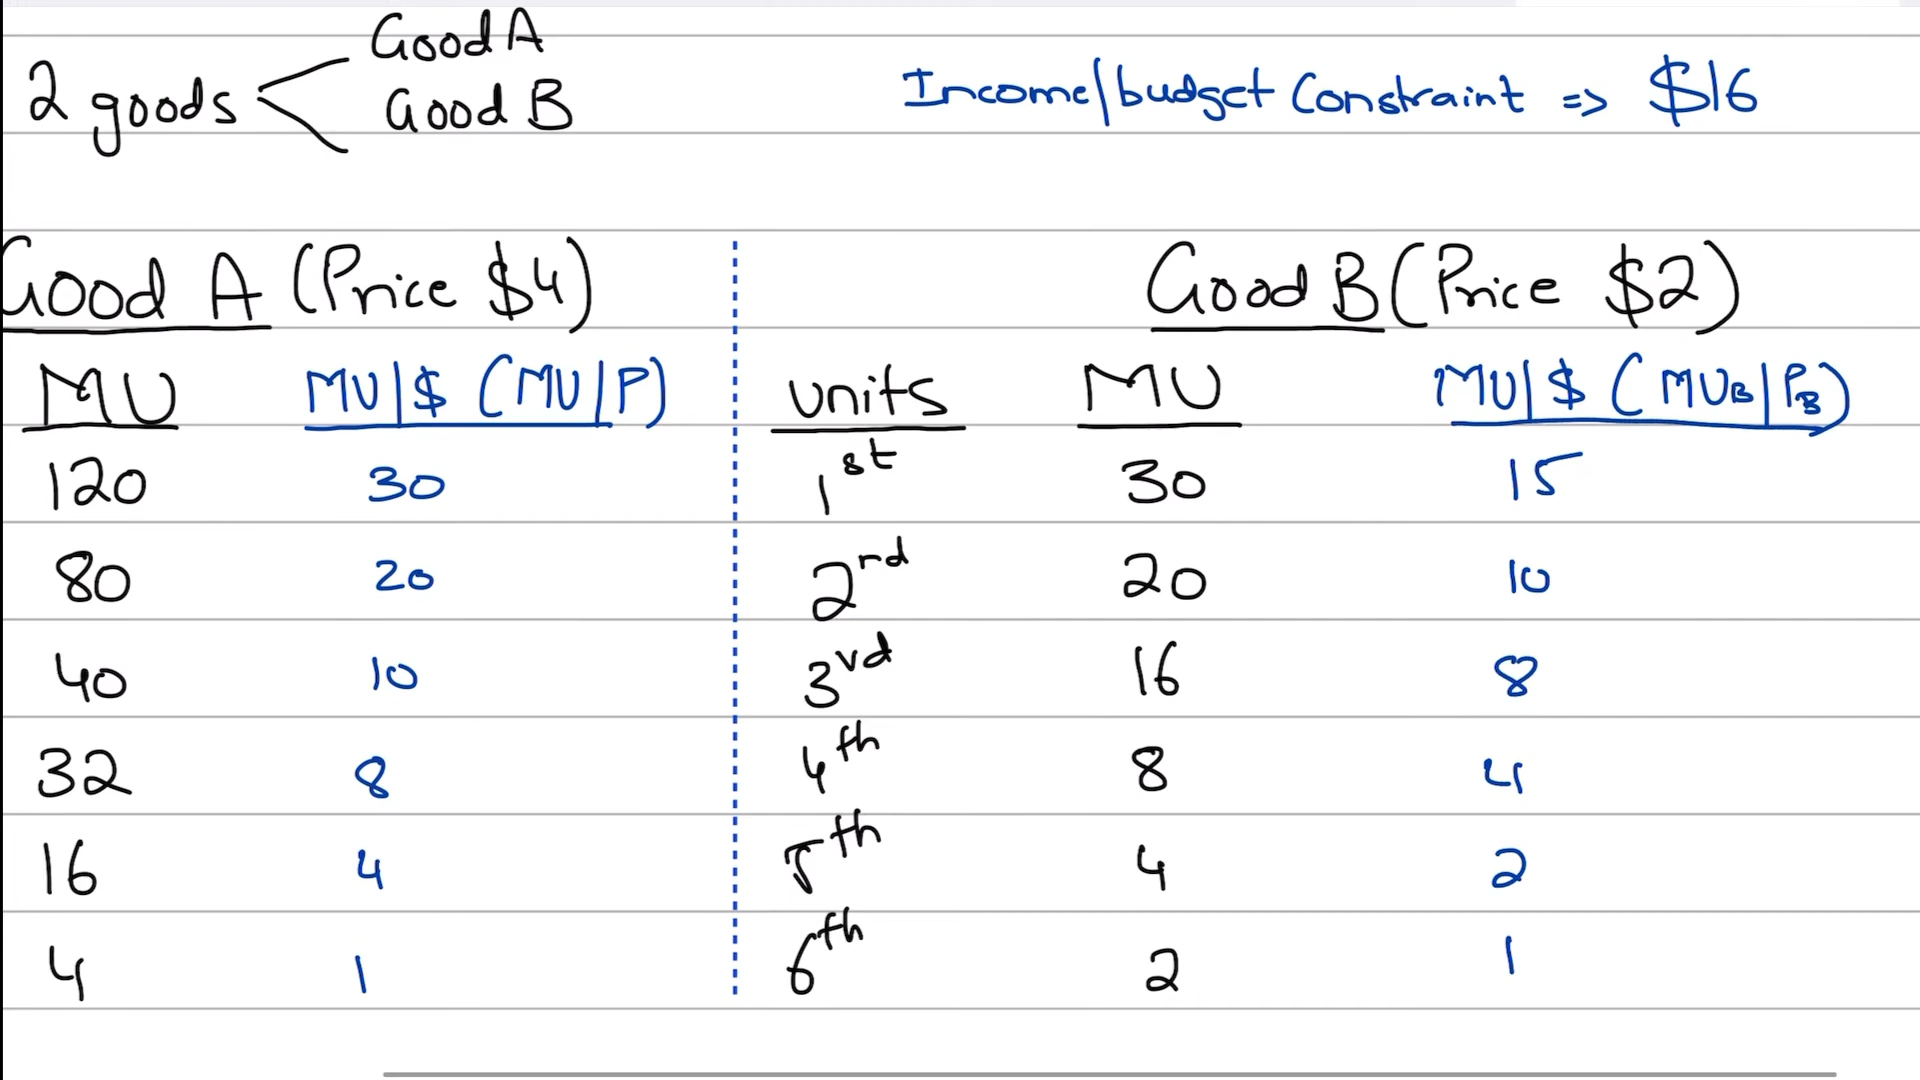 Good A
2 goods
Good B
Income/budget Constraint => $16
Good A (Price $4)
Good B (Price $2)
MU MU|$ (MU|P) units MU MU|$ (MUB|PB)
120 30 1st 30 15
80 20 2rd 20 10
40 10 3rd 16 8
32 8 4th 8 4
16 4 5th 4 2
4 1 6th 2 1